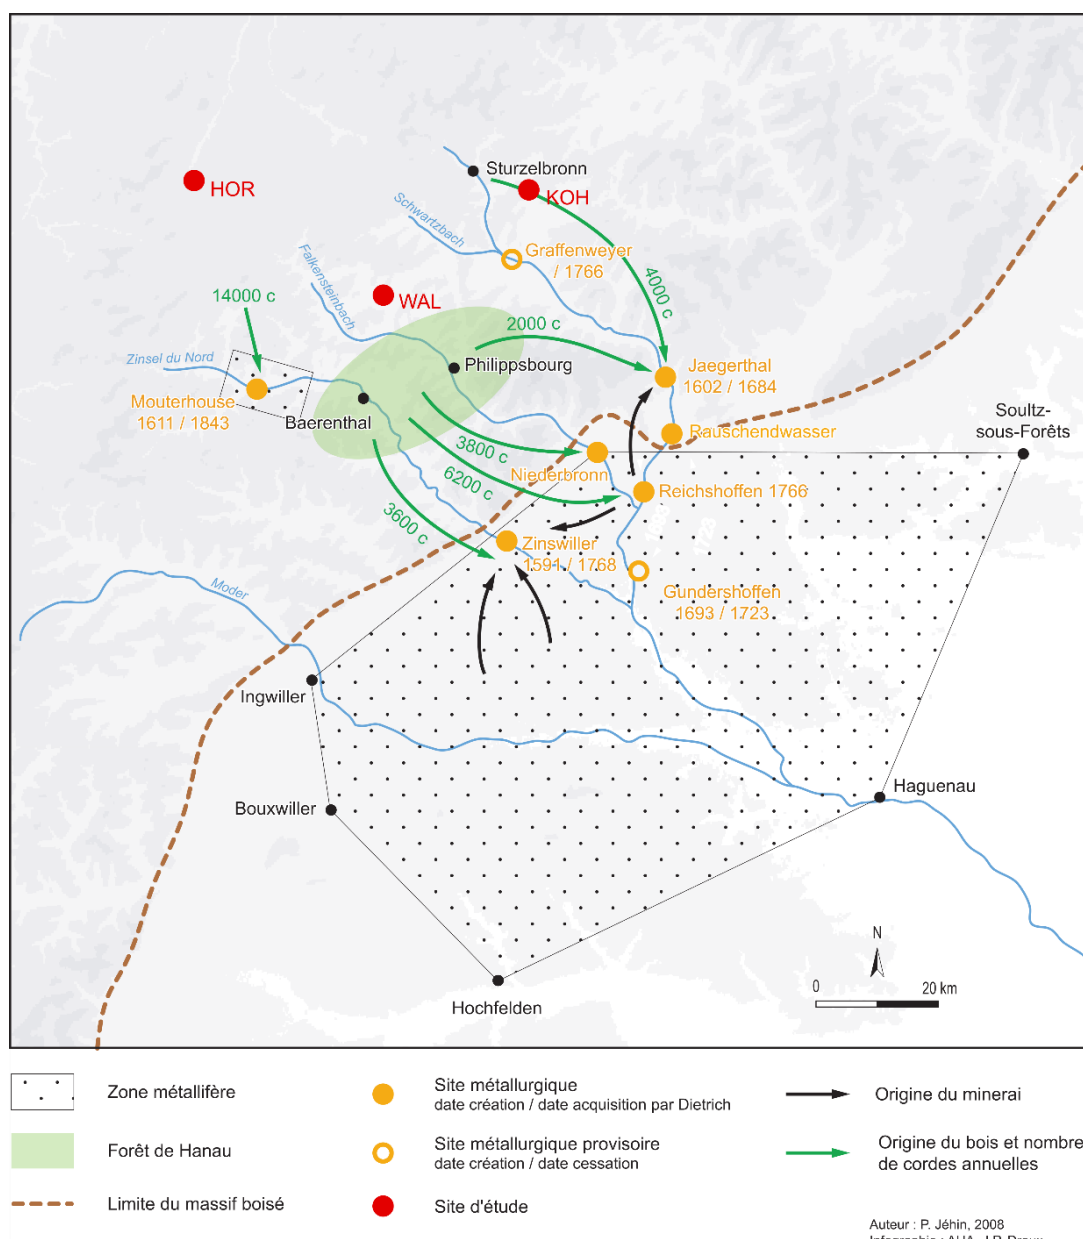 Sturzelbronn
HOR
KOH
Schwartzbach
Graffenweyer
/ 1766
Falkensteinbach
4000 c
14000 c
WAL
2000 c
Zinsel du Nord
Philippsbourg
Jaegerthal
1602 / 1684
Mouterhouse
1611 / 1843
Baerenthal
Soultz-
sous-Forêts
Rauschendwasser
3800 c
Niederbronn
6200 c
Reichshoffen 1766
3600 c
Zinswiller
1591 / 1768
Moder
Gundershoffen
1693 / 1723
Ingwiller
Haguenau
Bouxwiller
N
0
20 km
Hochfelden
Zone métallifère
Site métallurgique
date création / date acquisition par Dietrich
Origine du minerai
Forêt de Hanau
Site métallurgique provisoire
date création / date cessation
Origine du bois et nombre
de cordes annuelles
Limite du massif boisé
Site d'étude
Auteur : P. Jéhin, 2008